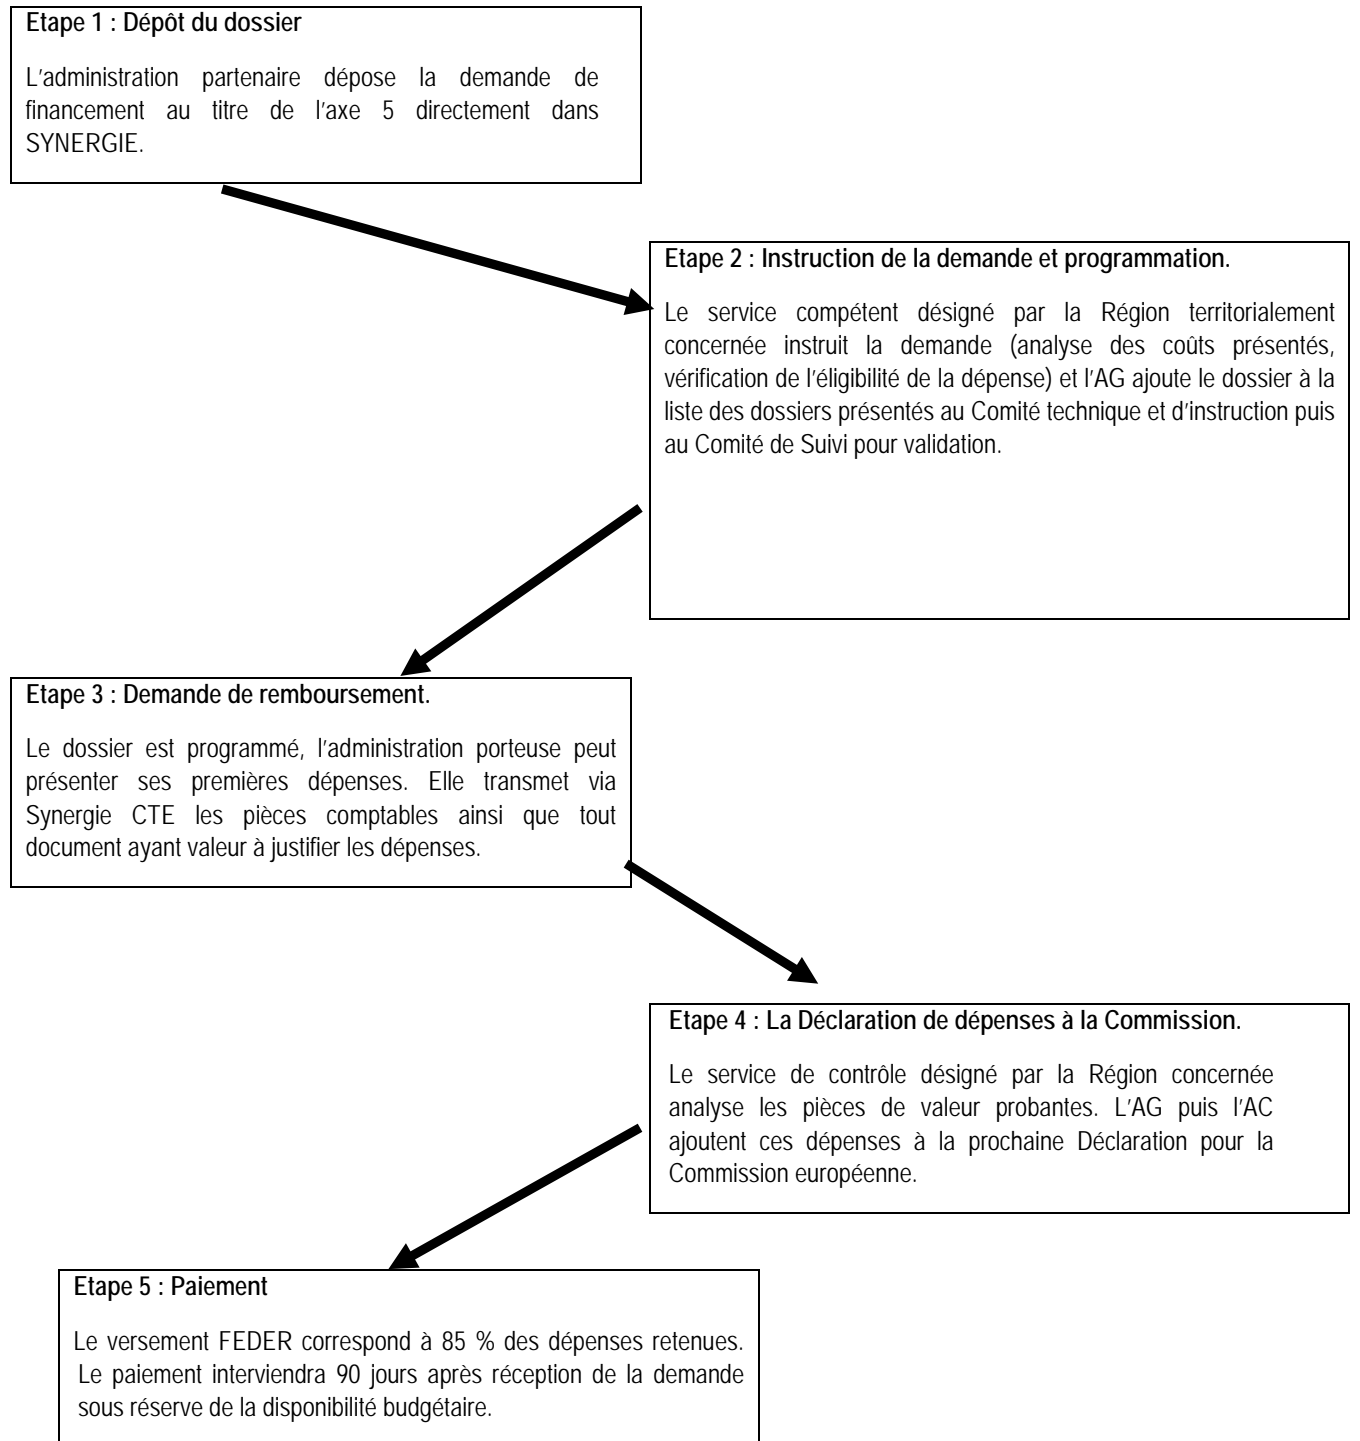 Etape 1 : Dépôt du dossier
L'administration partenaire dépose la demande de
financement au titre de l'axe 5 directement dans
SYNERGIE.
Etape 2 : Instruction de la demande et programmation.
Le service compétent désigné par la Région territorialement
concernée instruit la demande (analyse des coûts présentés,
vérification de l'éligibilité de la dépense) et l'AG ajoute le dossier à la
liste des dossiers présentés au Comité technique et d'instruction puis
au Comité de Suivi pour validation.
Etape 3 : Demande de remboursement.
Le dossier est programmé, l'administration porteuse peut
présenter ses premières dépenses. Elle transmet via
Synergie CTE les pièces comptables ainsi que tout
document ayant valeur à justifier les dépenses.
Etape 4 : La Déclaration de dépenses à la Commission.
Le service de contrôle désigné par la Région concernée
analyse les pièces de valeur probantes. L'AG puis l'AC
ajoutent ces dépenses à la prochaine Déclaration pour la
Commission européenne.
Etape 5 : Paiement
Le versement FEDER correspond à 85 % des dépenses retenues.
Le paiement interviendra 90 jours après réception de la demande
sous réserve de la disponibilité budgétaire.